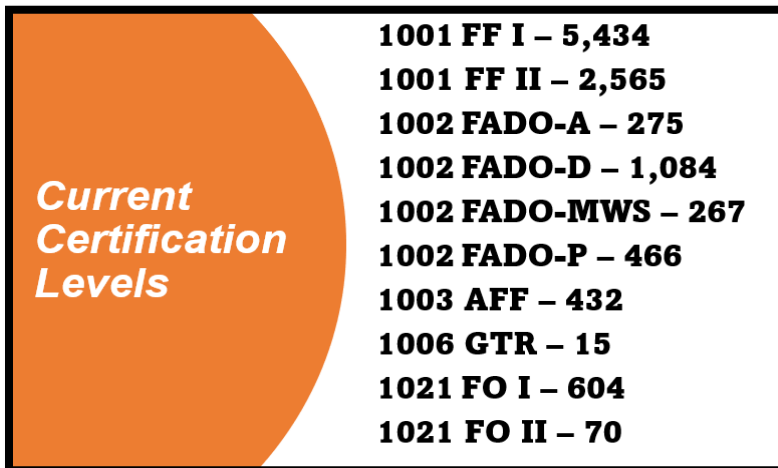 Current
Certification
Levels
1001 FF I – 5,434
1001 FF II – 2,565
1002 FADO-A – 275
1002 FADO-D – 1,084
1002 FADO-MWS – 267
1002 FADO-P – 466
1003 AFF – 432
1006 GTR – 15
1021 FO I – 604
1021 FO II – 70